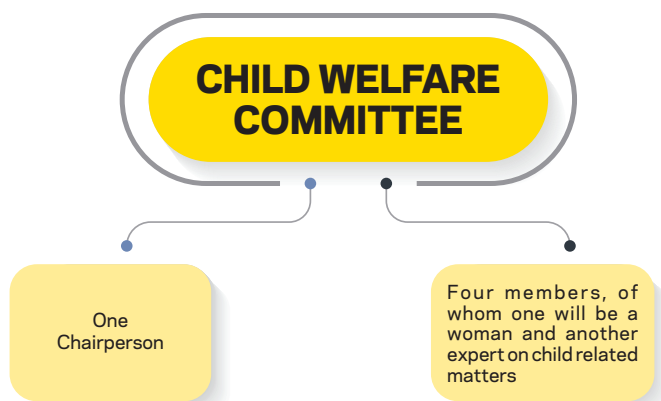 CHILD WELFARE
COMMITTEE
One
Chairperson
Four members, of
whom one will be a
woman and another
expert on child related
matters